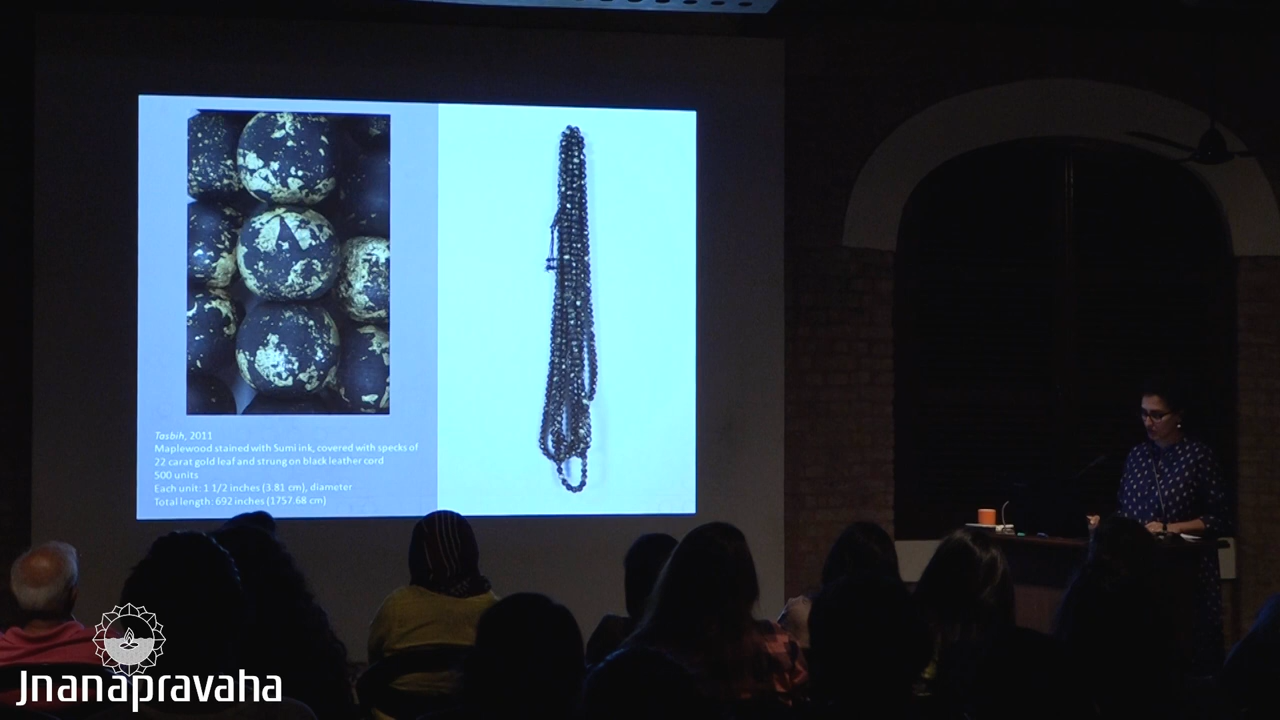 Tasbih, 2011
Maplewood stained with Sumi ink, covered with specks of
22 carat gold leaf and strung on black leather cord
500 units
Each unit: 1 1/2 inches (3.81 cm), diameter
Total length: 692 inches (1757.68 cm)
Jnanapravaha